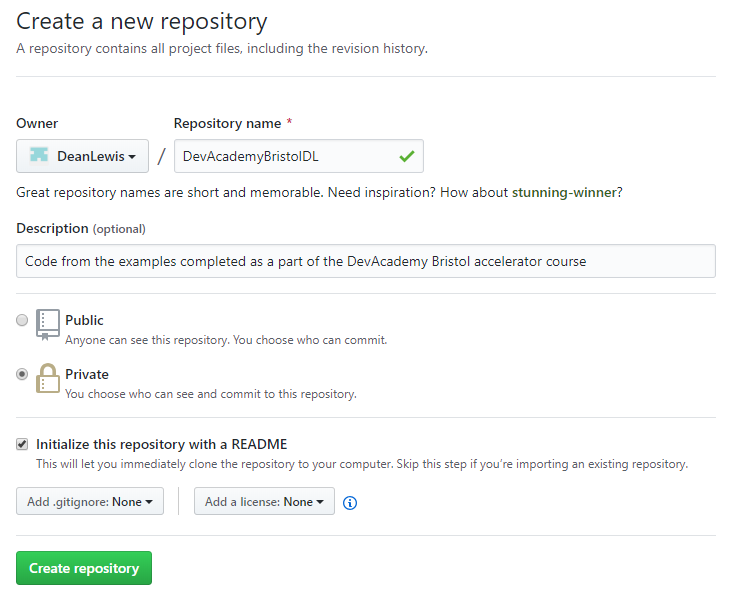 Create a new repository
A repository contains all project files, including the revision history.
Owner
Repository name *
DeanLewis / DevAcademyBristolDL
Great repository names are short and memorable. Need inspiration? How about stunning-winner?
Description (optional)
Code from the examples completed as a part of the DevAcademy Bristol accelerator course
Public
Anyone can see this repository. You choose who can commit.
Private
You choose who can see and commit to this repository.
Initialize this repository with a README
This will let you immediately clone the repository to your computer. Skip this step if you're importing an existing repository.
Add .gitignore: None
Add a license: None
Create repository